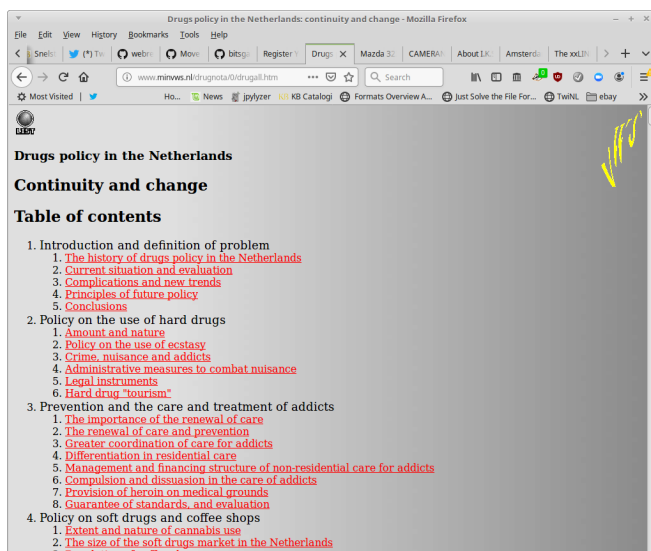 Drugs policy in the Netherlands: continuity and change - Mozilla Firefox
File Edit View History Bookmarks Tools Help
Snelst (*) Tw webre Move bitsga Register Y Drugs Mazda 32 CAMERAN About I.K. Amsterda The xxLIN
www.minvws.nl/drugnota/0/drugall.htm Search
Most Visited Ho... News jpylyzer KB Catalogi Formats Overview A... Just Solve the File For... TwiNL ebay
Drugs policy in the Netherlands
Continuity and change
Table of contents
1. Introduction and definition of problem
1. The history of drugs policy in the Netherlands
2. Current situation and evaluation
3. Complications and new trends
4. Principles of future policy
5. Conclusions
2. Policy on the use of hard drugs
1. Amount and nature
2. Policy on the use of ecstasy
3. Crime, nuisance and addicts
4. Administrative measures to combat nuisance
5. Legal instruments
6. Hard drug "tourism"
3. Prevention and the care and treatment of addicts
1. The importance of the renewal of care
2. The renewal of care and prevention
3. Greater coordination of care for addicts
4. Differentiation in residential care
5. Management and financing structure of non-residential care for addicts
6. Compulsion and dissuasion in the care of addicts
7. Provision of heroin on medical grounds
8. Guarantee of standards, and evaluation
4. Policy on soft drugs and coffee shops
1. Extent and nature of cannabis use
2. The size of the soft drugs market in the Netherlands